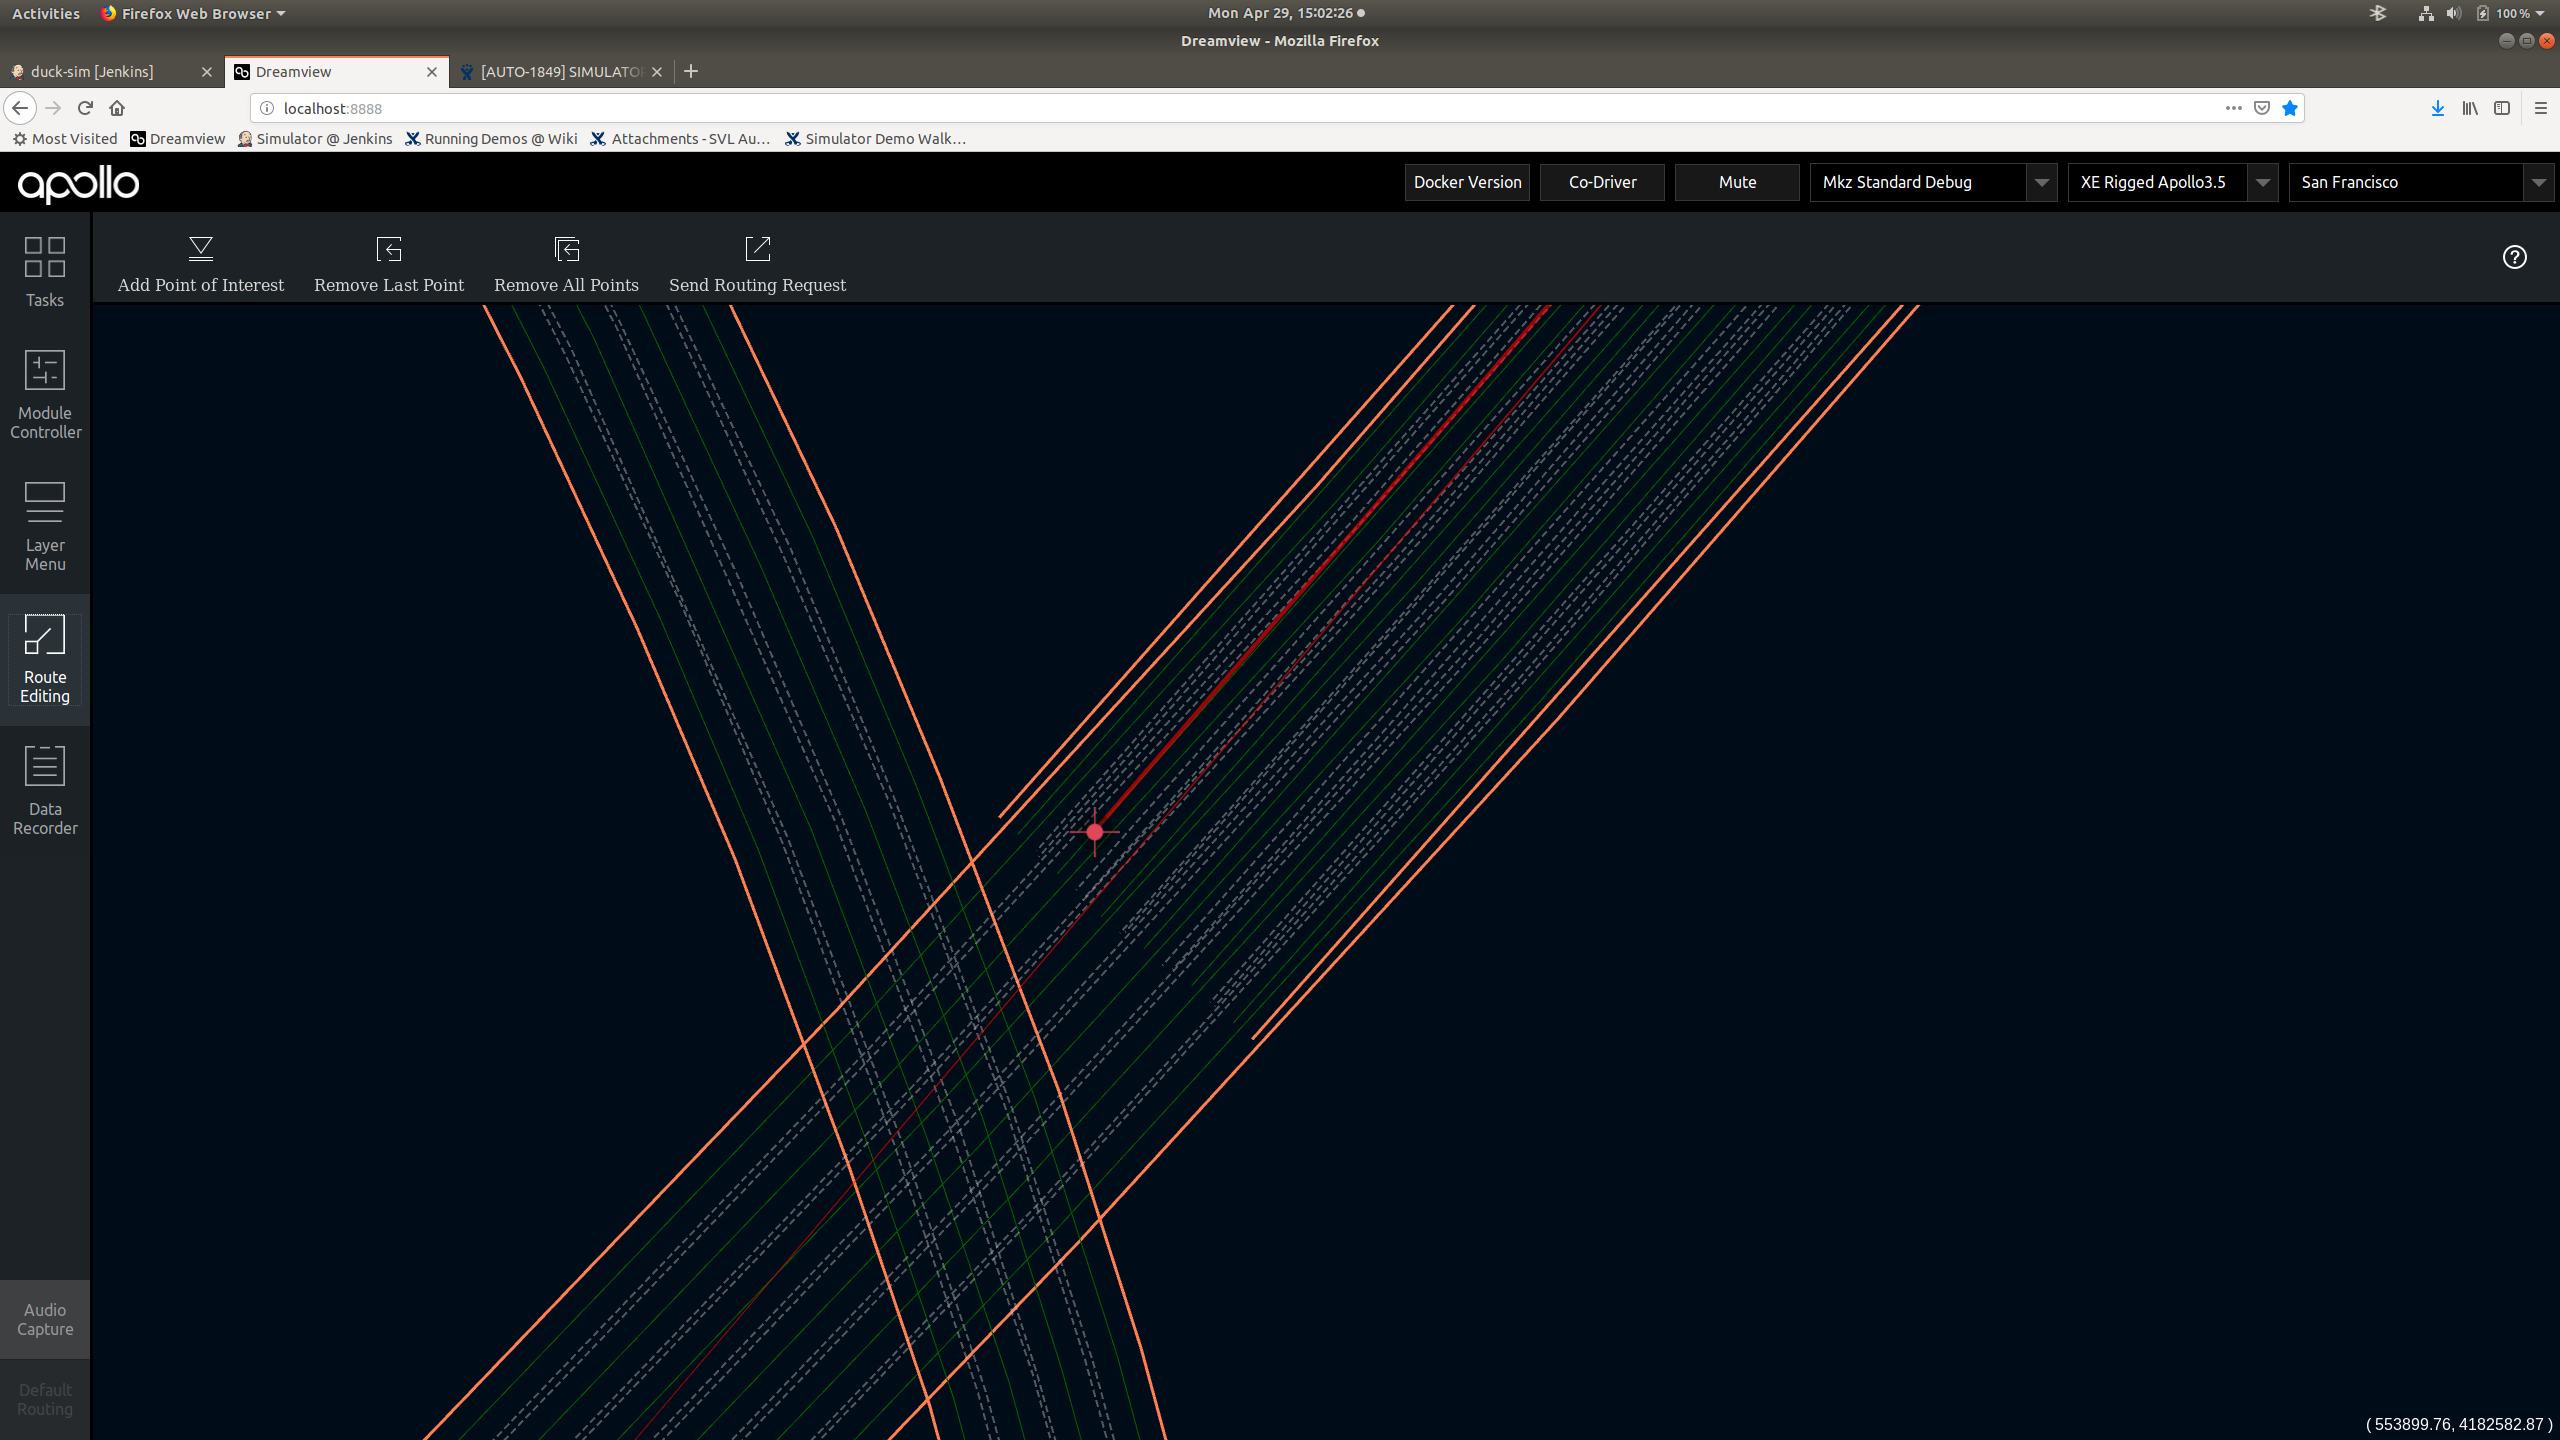 Activities Firefox Web Browser Mon Apr 29, 15:02:26 100 %
Dreamview - Mozilla Firefox
duck-sim [Jenkins] Dreamview [AUTO-1849] SIMULATO
localhost:8888
Most Visited Dreamview Simulator @ Jenkins Running Demos @ Wiki Attachments - SVL Au… Simulator Demo Walk…
apollo Docker Version Co-Driver Mute Mkz Standard Debug XE Rigged Apollo3.5 San Francisco
Add Point of Interest Remove Last Point Remove All Points Send Routing Request ?
Tasks
Module
Controller
Layer
Menu
Route
Editing
Data
Recorder
Audio
Capture
Default
Routing
( 553899.76, 4182582.87 )